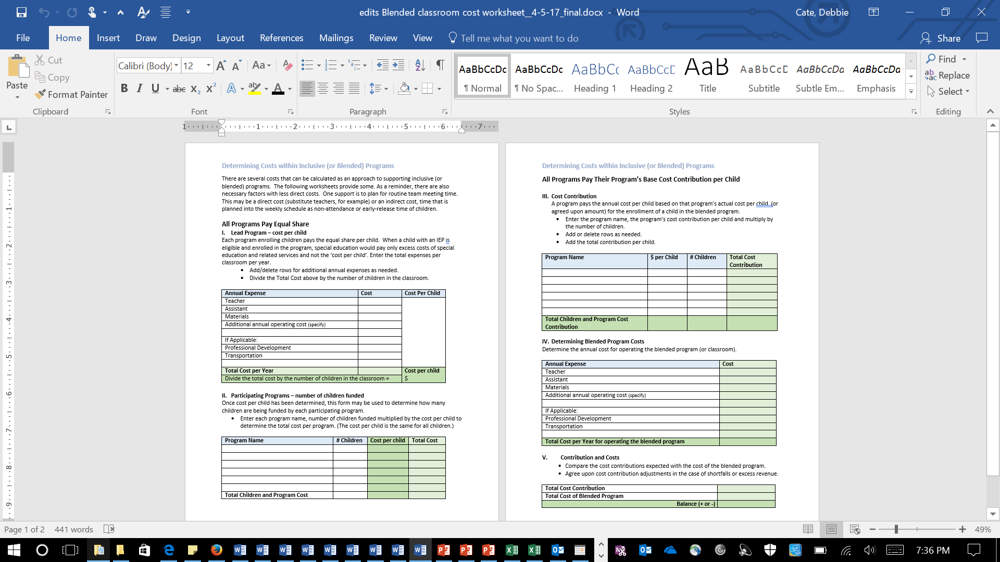 edits Blended classroom cost worksheet__4-5-17_final.docx - Word
Cate, Debbie
File Home Insert Draw Design Layout References Mailings Review View Tell me what you want to do Share
Paste
Cut
Copy
Format Painter
Clipboard
Calibri (Body) 12
Font
Paragraph
AaBbCcDc AaBbCcDc AaBbCc AaBbCcE AaB AaBbCcD AaBbCcDa AaBbCcDa
¶ Normal ¶ No Spac... Heading 1 Heading 2 Title Subtitle Subtle Em... Emphasis
Styles
Find
Replace
Select
Editing
1 1 2 3 4 5 6 7
Determining Costs within Inclusive (or Blended) Programs
There are several costs that can be calculated as an approach to supporting inclusive (or
blended) programs. The following worksheets provide some. As a reminder, there are also
necessary factors with less direct costs. One support is to plan for routine team meeting time.
This may be a direct cost (substitute teachers, for example) or an indirect cost, time that is
planned into the weekly schedule as non-attendance or early-release time of children.
All Programs Pay Equal Share
I. Lead Program – cost per child
Each program enrolling children pays the equal share per child. When a child with an IEP is
eligible and enrolled in the program, special education would pay only excess costs of special
education and related services and not the ‘cost per child’. Enter the total expenses per
classroom per year.
• Add/delete rows for additional annual expenses as needed.
• Divide the Total Cost above by the number of children in the classroom.
Annual Expense Cost Cost Per Child
Teacher
Assistant
Materials
Additional annual operating cost (specify)
If Applicable:
Professional Development
Transportation
Total Cost per Year Cost per child
Divide the total cost by the number of children in the classroom = $
II. Participating Programs – number of children funded
Once cost per child has been determined, this form may be used to determine how many
children are being funded by each participating program.
• Enter each program name, number of children funded multiplied by the cost per child to
determine the total cost per program. (The cost per child is the same for all children.)
Program Name # Children Cost per child Total Cost
Total Children and Program Cost
Determining Costs within Inclusive (or Blended) Programs
All Programs Pay Their Program’s Base Cost Contribution per Child
III. Cost Contribution
A program pays the annual cost per child based on that program’s actual cost per child (or
agreed upon amount) for the enrollment of a child in the blended program.
• Enter the program name, the program’s cost contribution per child and multiply by
the number of children.
• Add or delete rows as needed.
• Add the total contribution per child.
Program Name $ per Child # Children Total Cost
Contribution
Total Children and Program Cost
Contribution
IV. Determining Blended Program Costs
Determine the annual cost for operating the blended program (or classroom).
Annual Expense Cost
Teacher
Assistant
Materials
Additional annual operating cost (specify)
If Applicable:
Professional Development
Transportation
Total Cost per Year for operating the blended program
V. Contribution and Costs
• Compare the cost contributions expected with the cost of the blended program.
• Agree upon cost contribution adjustments in the case of shortfalls or excess revenue.
Total Cost Contribution
Total Cost of Blended Program
Balance (+ or -)
Page 1 of 2 441 words 49%
7:36 PM